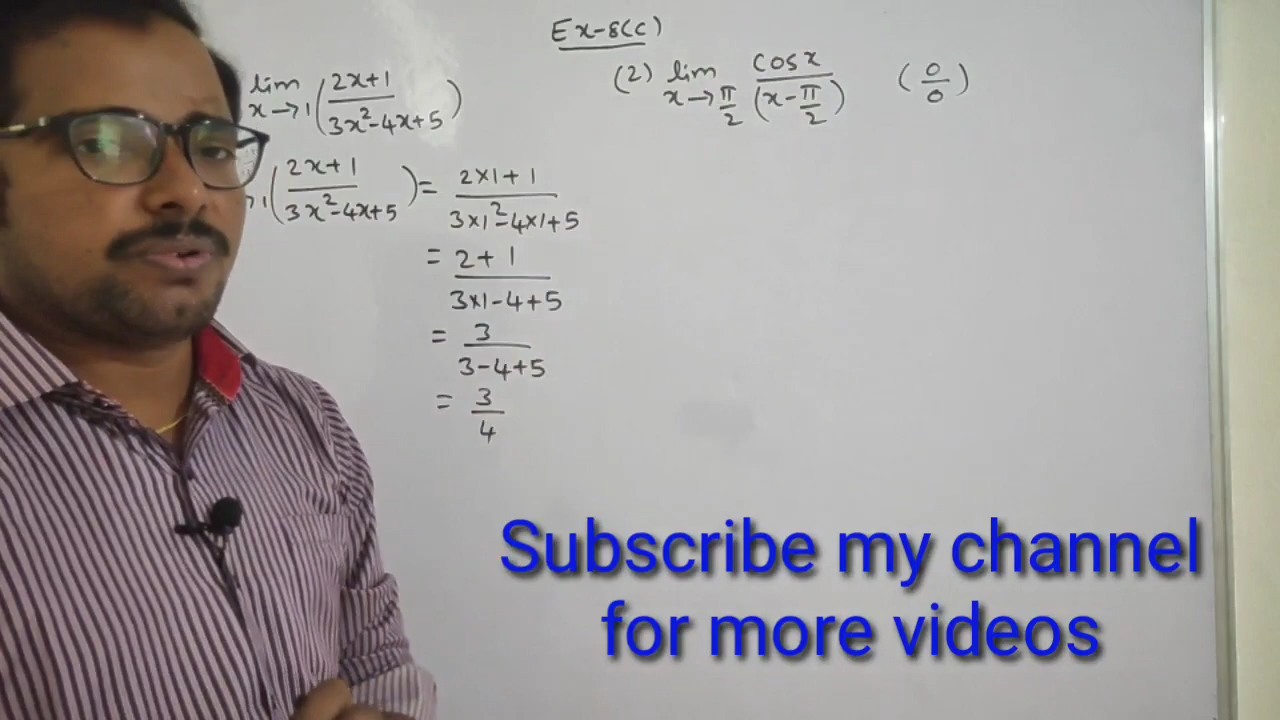 Ex-8(C)
lim x→1 (2x+1 / 3x²-4x+5)
→1 (2x+1 / 3x²-4x+5) = 2×1+1 / 3×1²-4×1+5
= 2+1 / 3×1-4+5
= 3 / 3-4+5
= 3/4
(2) lim x→π/2 cosx / (x-π/2) (0/0)
Subscribe my channel
for more videos